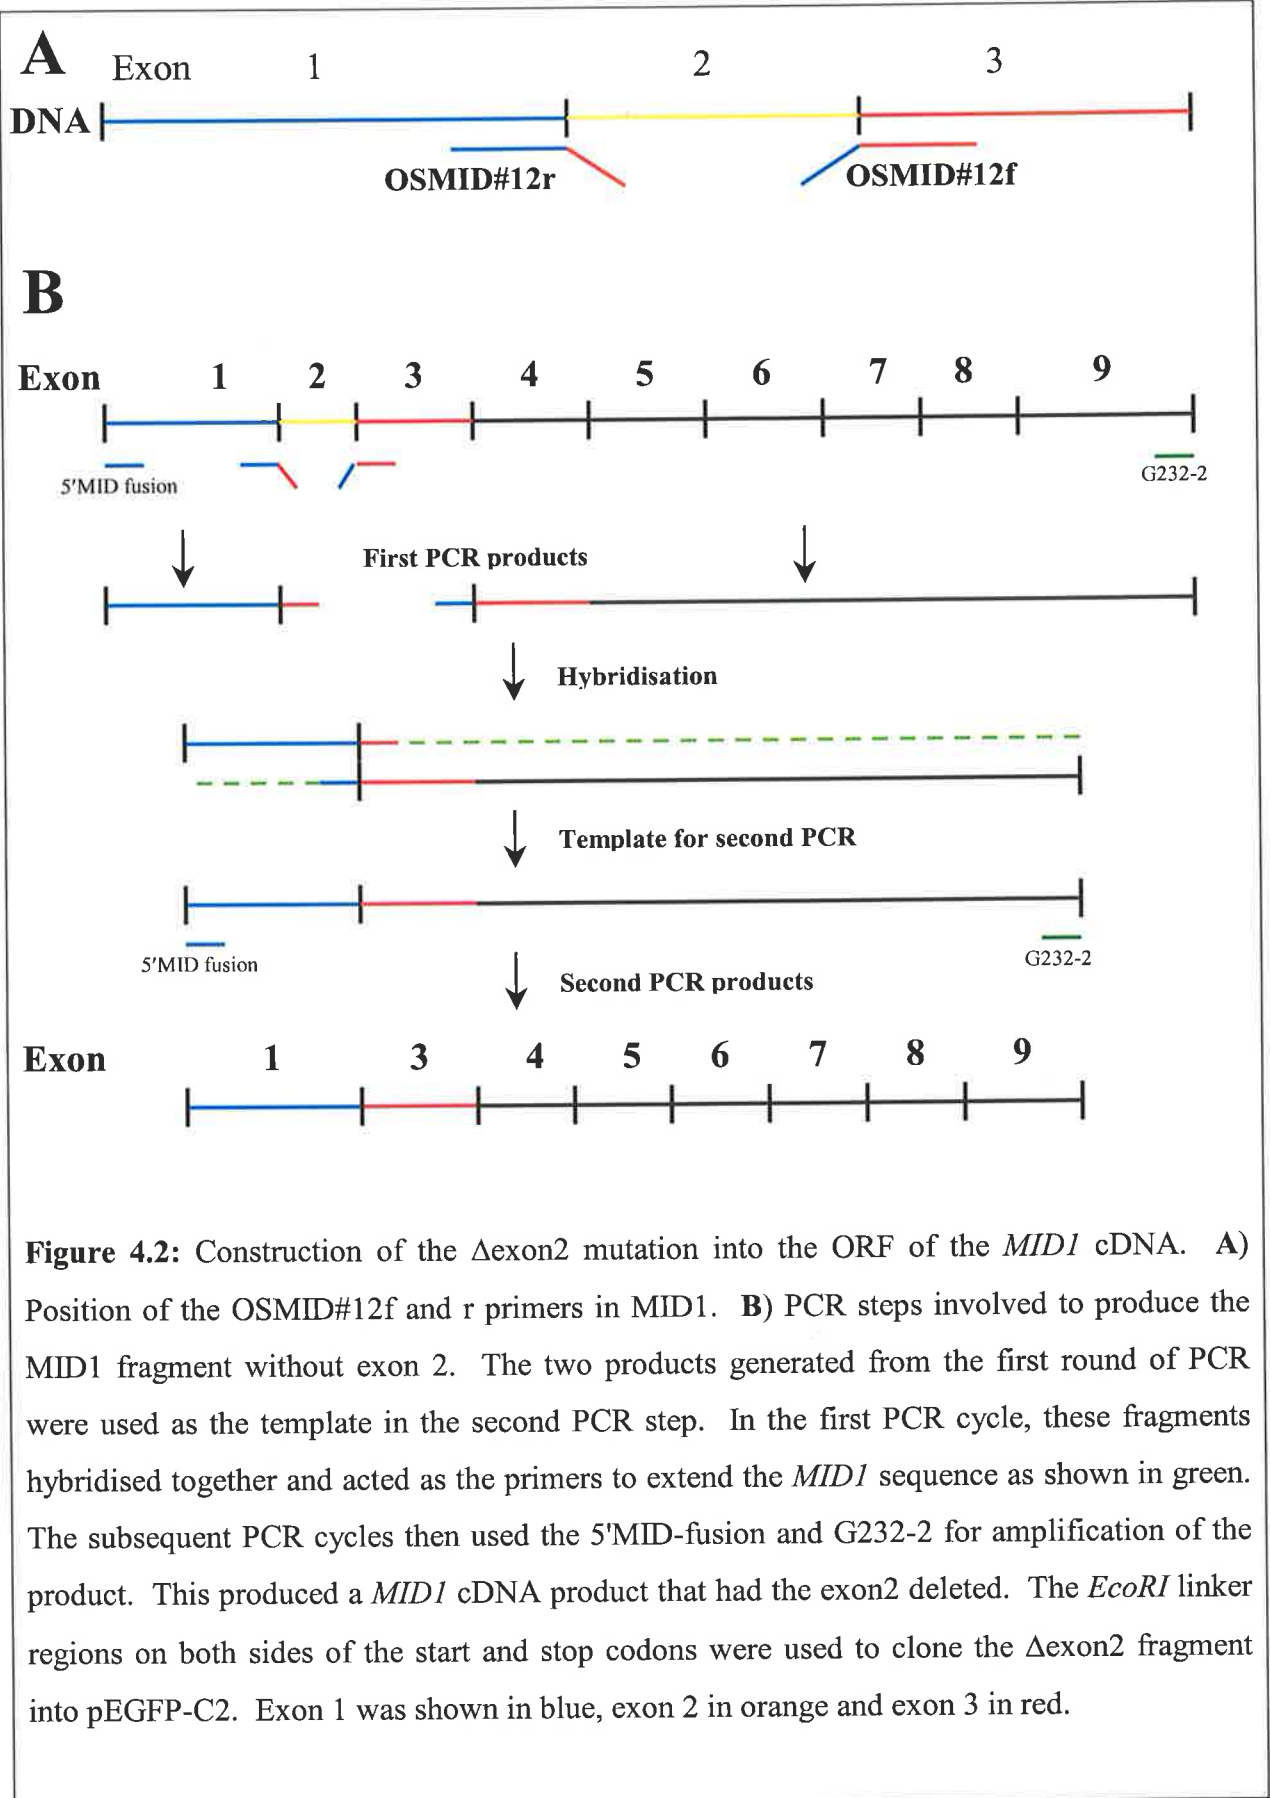 A
Exon 1 2 3
DNA
OSMID#12r OSMID#12f
B
Exon 1 2 3 4 5 6 7 8 9
5'MID fusion G232-2
First PCR products
Hybridisation
Template for second PCR
5'MID fusion G232-2
Second PCR products
Exon 1 3 4 5 6 7 8 9
Figure 4.2: Construction of the Δexon2 mutation into the ORF of the MID1 cDNA. A)
Position of the OSMID#12f and r primers in MID1. B) PCR steps involved to produce the
MID1 fragment without exon 2. The two products generated from the first round of PCR
were used as the template in the second PCR step. In the first PCR cycle, these fragments
hybridised together and acted as the primers to extend the MID1 sequence as shown in green.
The subsequent PCR cycles then used the 5'MID-fusion and G232-2 for amplification of the
product. This produced a MID1 cDNA product that had the exon2 deleted. The EcoRI linker
regions on both sides of the start and stop codons were used to clone the Δexon2 fragment
into pEGFP-C2. Exon 1 was shown in blue, exon 2 in orange and exon 3 in red.